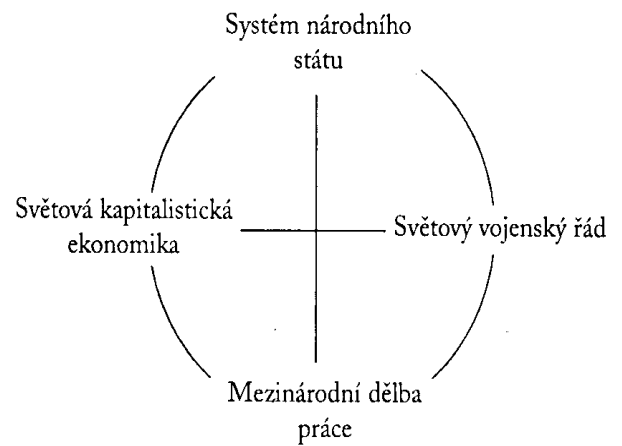 Systém národního
státu
Světová kapitalistická
ekonomika
Světový vojenský řád
Mezinárodní dělba
práce